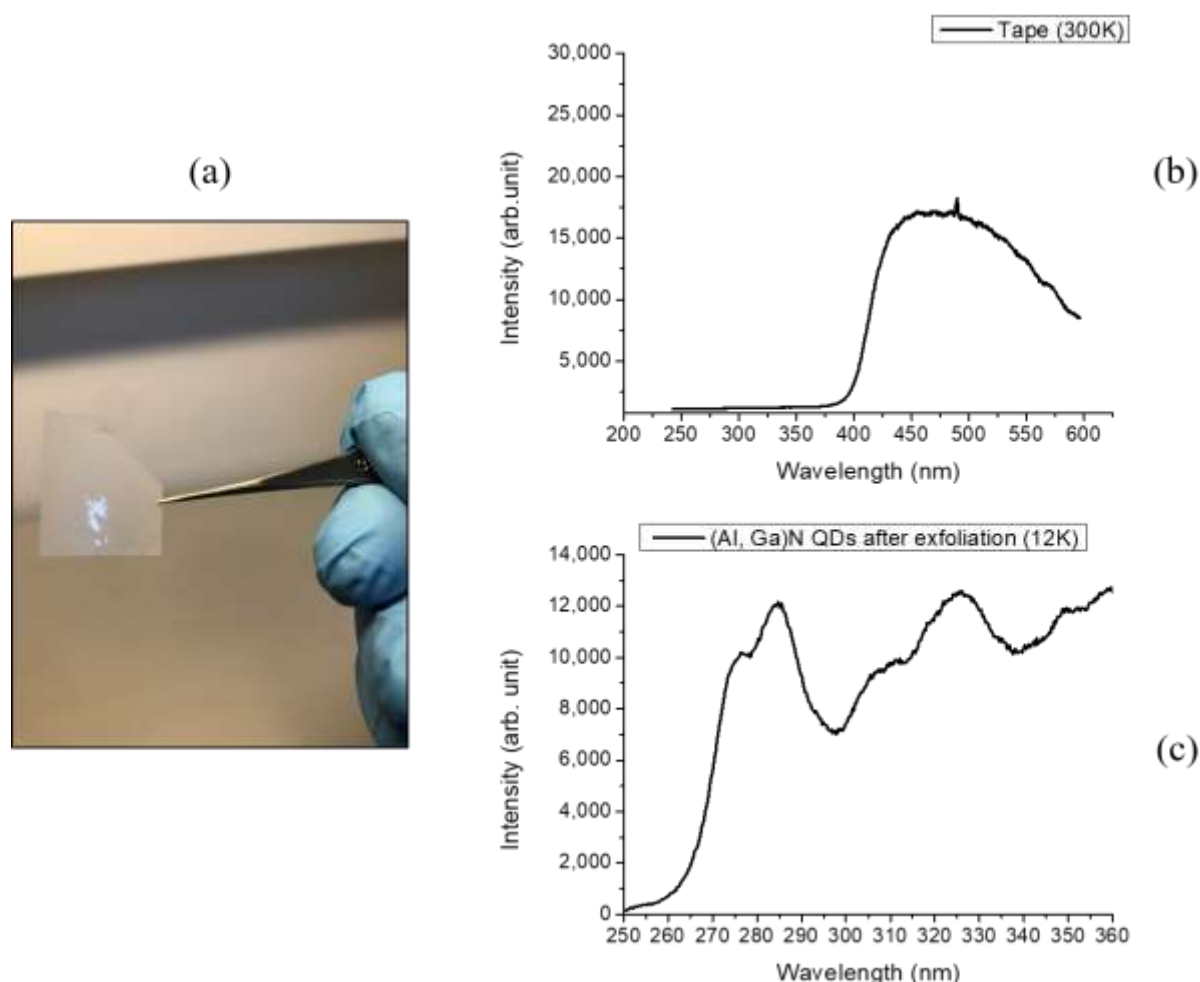 (a)
Tape (300K)
30,000
25,000
20,000
15,000
10,000
5,000
Intensity (arb.unit)
200 250 300 350 400 450 500 550 600
Wavelength (nm)
(b)
(Al, Ga)N QDs after exfoliation (12K)
14,000
12,000
10,000
8,000
6,000
4,000
2,000
0
Intensity (arb. unit)
250 260 270 280 290 300 310 320 330 340 350 360
Wavelength (nm)
(c)